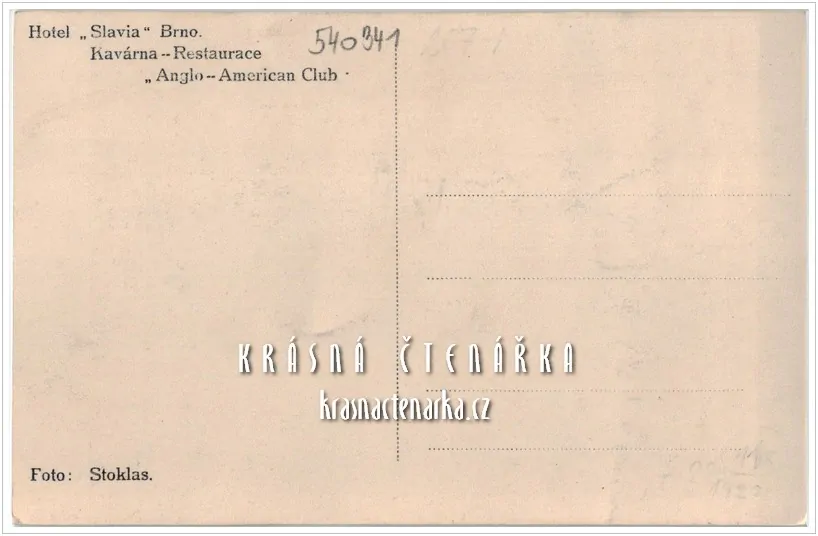 Hotel „Slavia“ Brno.
540341
Kavárna--Restaurace
„Anglo--American Club
KRÁSNÁ ČTENÁŘKA
krasnactenarka.cz
Foto: Stoklas.